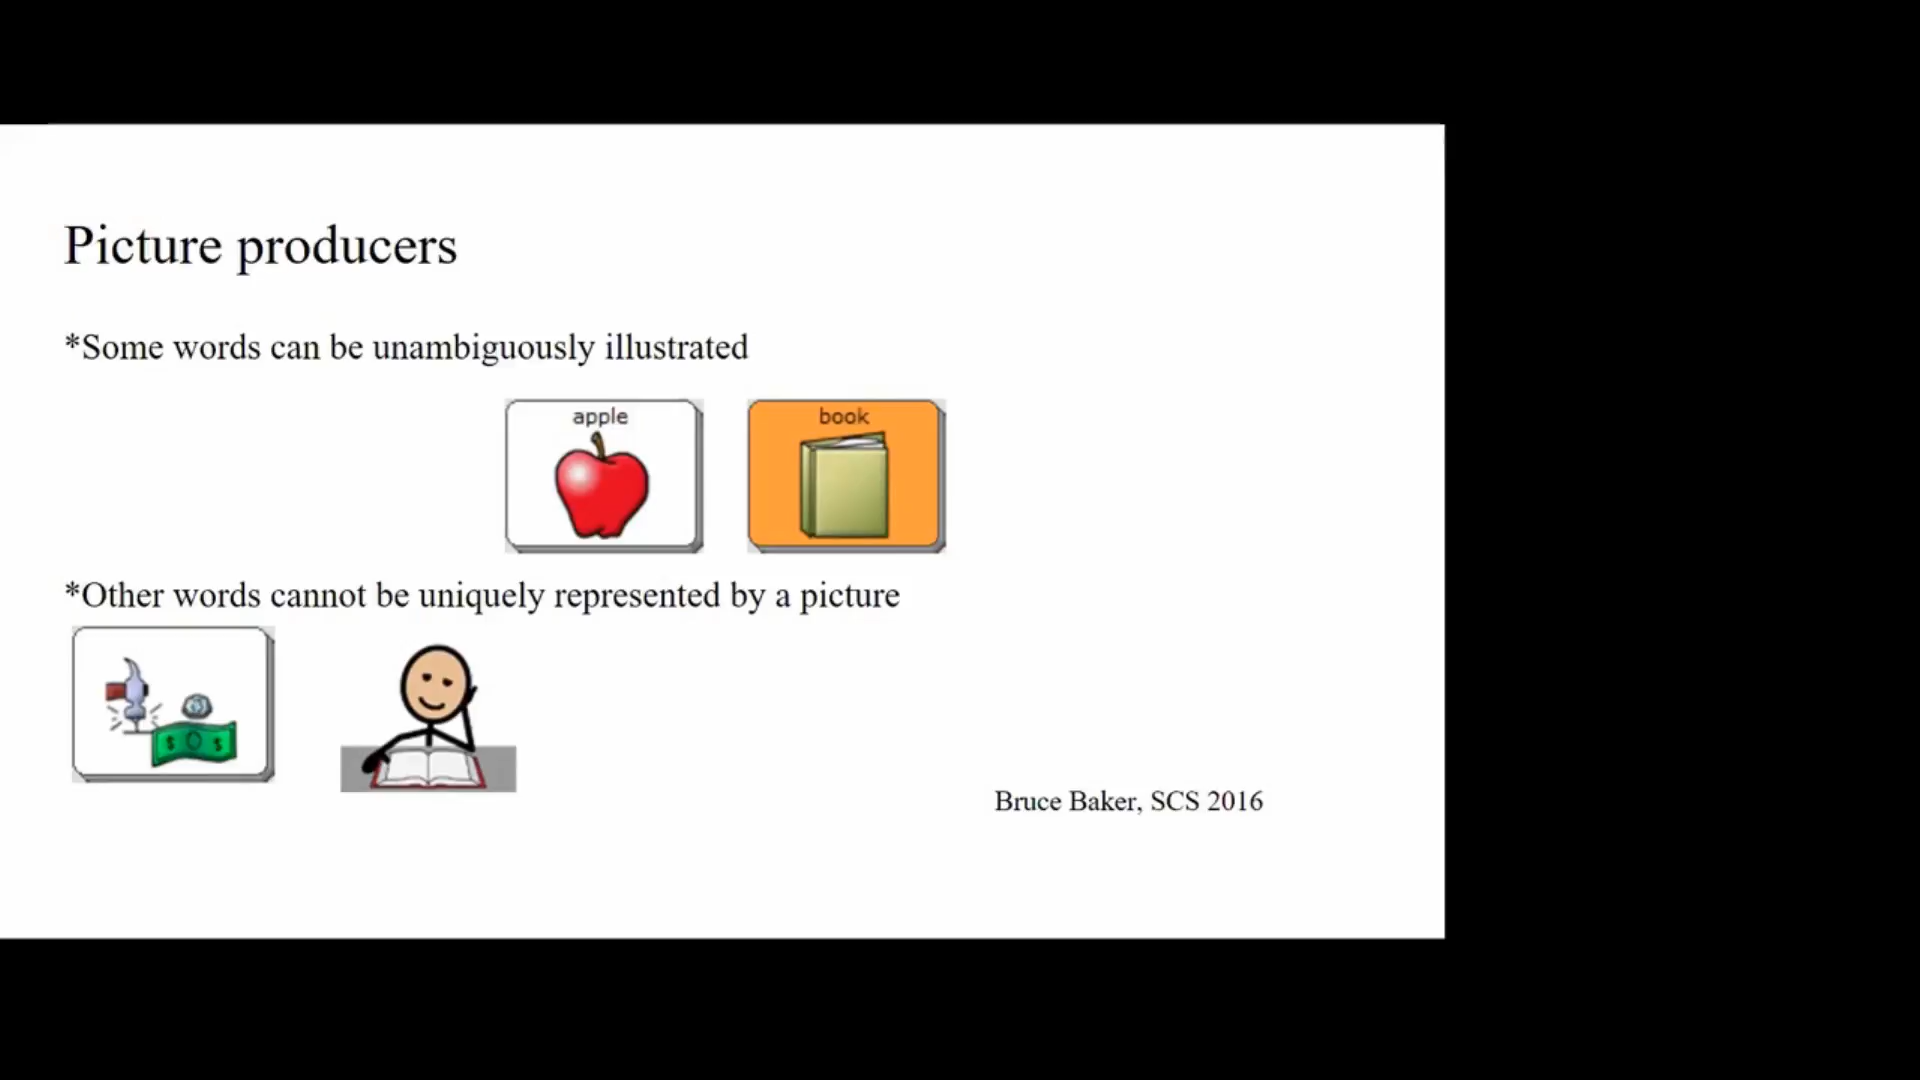 Picture producers
*Some words can be unambiguously illustrated
apple
book
*Other words cannot be uniquely represented by a picture
$ $
Bruce Baker, SCS 2016